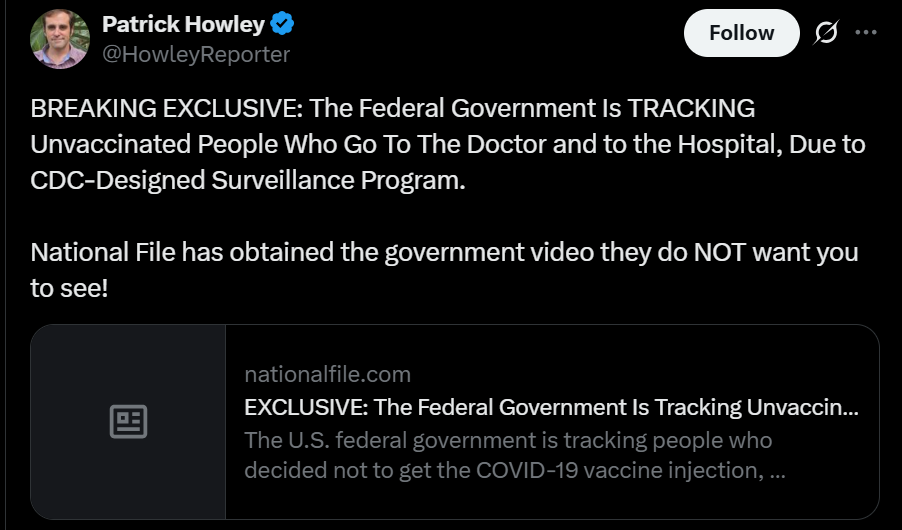 Patrick Howley
@HowleyReporter
Follow
BREAKING EXCLUSIVE: The Federal Government Is TRACKING
Unvaccinated People Who Go To The Doctor and to the Hospital, Due to
CDC-Designed Surveillance Program.
National File has obtained the government video they do NOT want you
to see!
nationalfile.com
EXCLUSIVE: The Federal Government Is Tracking Unvaccin...
The U.S. federal government is tracking people who
decided not to get the COVID-19 vaccine injection, ...